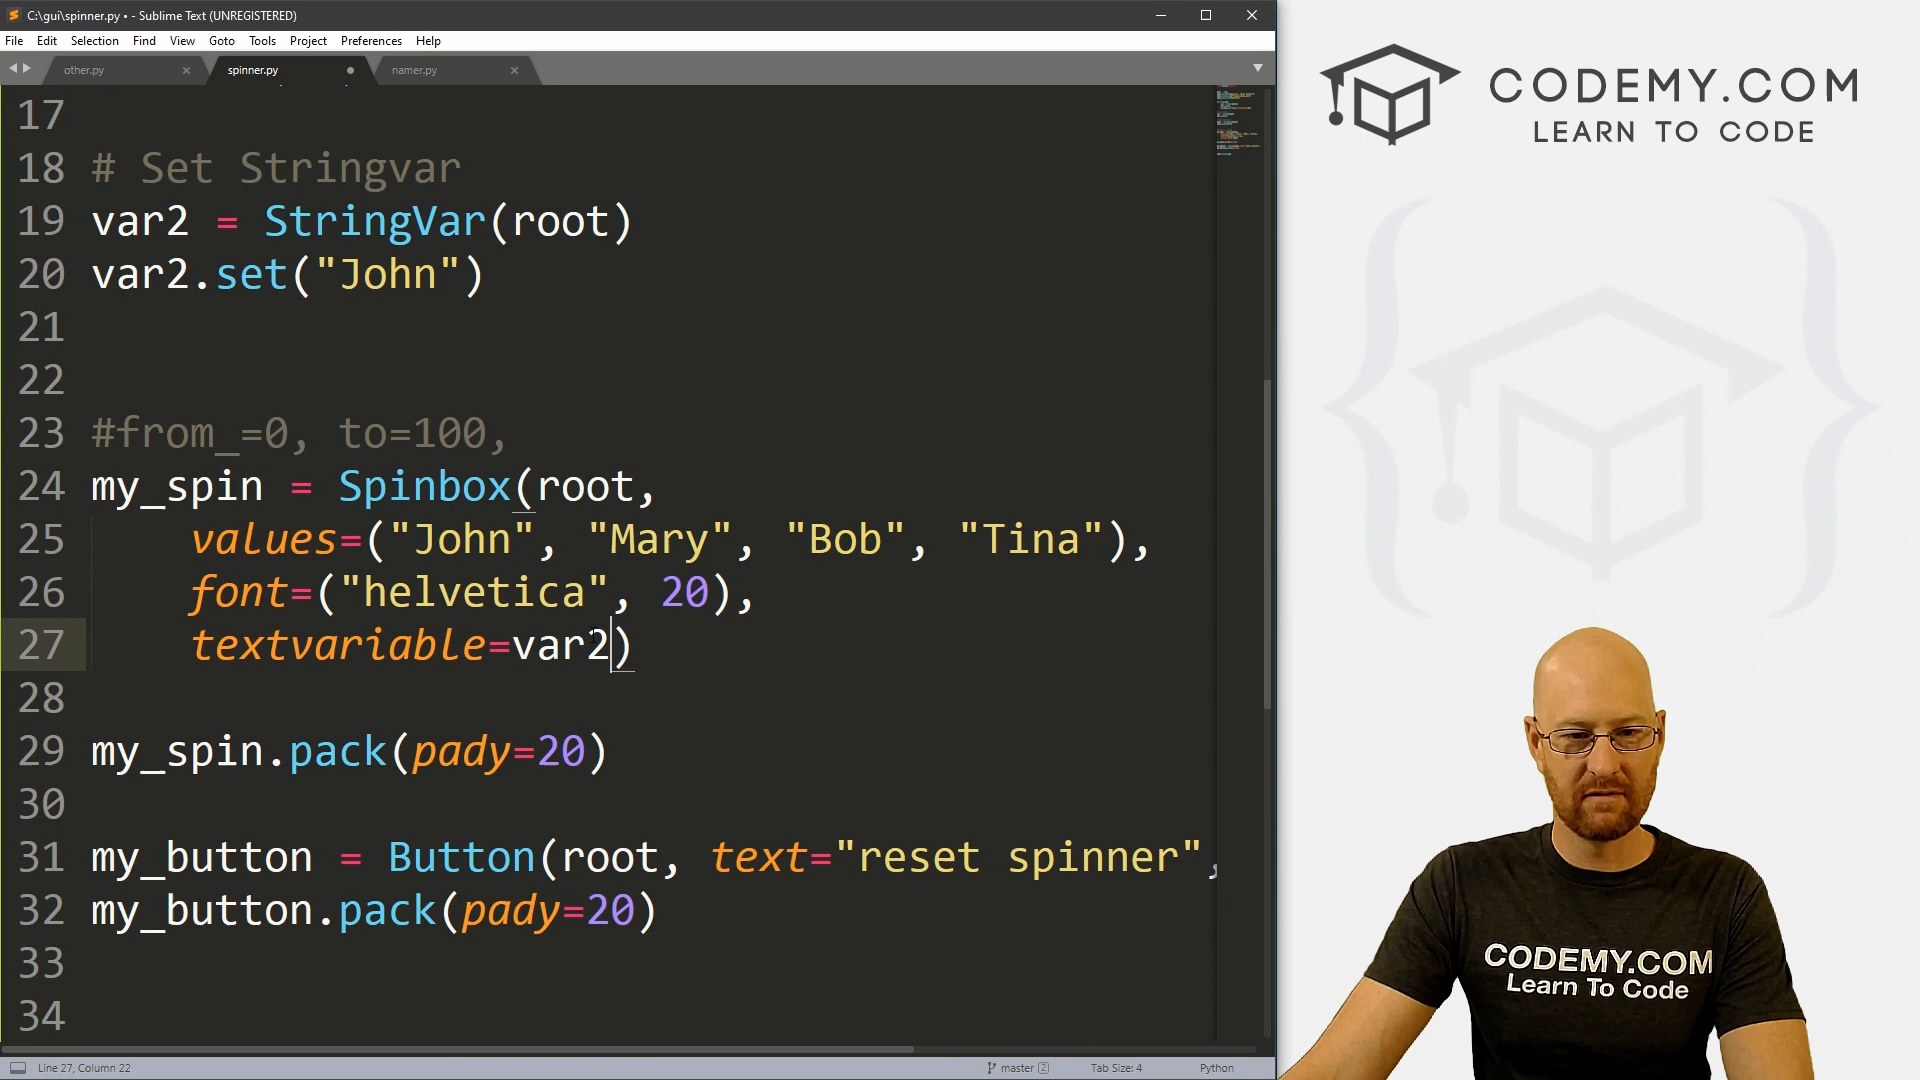 C:\gui\spinner.py • - Sublime Text (UNREGISTERED)
File Edit Selection Find View Goto Tools Project Preferences Help
other.py spinner.py namer.py
17
18 # Set Stringvar
19 var2 = StringVar(root)
20 var2.set("John")
21
22
23 #from_=0, to=100,
24 my_spin = Spinbox(root,
25 values=("John", "Mary", "Bob", "Tina"),
26 font=("helvetica", 20),
27 textvariable=var2)
28
29 my_spin.pack(pady=20)
30
31 my_button = Button(root, text="reset spinner",
32 my_button.pack(pady=20)
33
34
Line 27, Column 22 master 2 Tab Size: 4 Python
CODEMY.COM
LEARN TO CODE
CODEMY.COM
Learn To Code